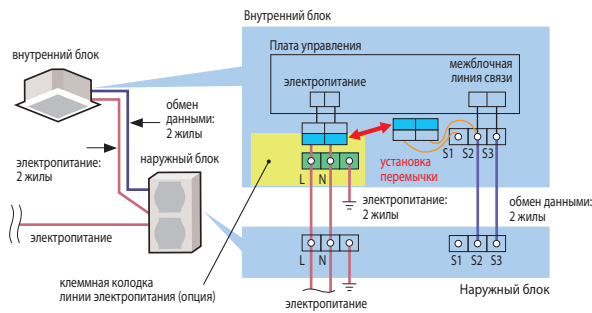 Внутренний блок
Плата управления
внутренний блок
межблочная
линия связи
электропитание
обмен
данными:
2 жилы
S1 S2 S3
наружный блок
электропитание:
2 жилы
L N
установка
перемычки
электропитание:
2 жилы
обмен данными:
2 жилы
электропитание
L N
S1 S2 S3
клеммная колодка
линии электропитания (опция)
Наружный блок
электропитание